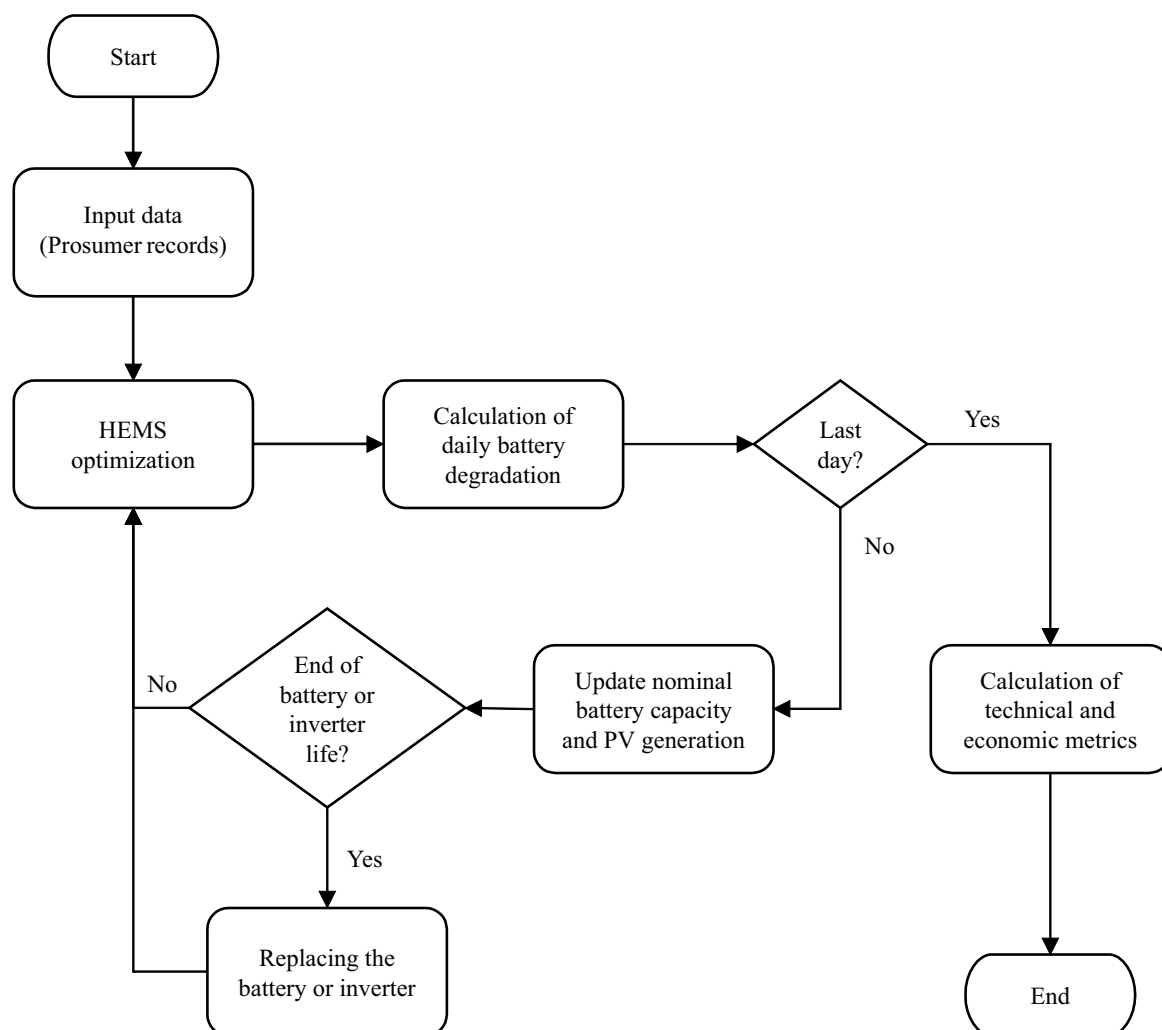 Start
Input data
(Prosumer records)
HEMS
optimization
Calculation of
daily battery
degradation
Last
day?
Yes
No
End of
battery or
inverter
life?
No
Update nominal
battery capacity
and PV generation
Calculation of
technical and
economic metrics
Yes
Replacing the
battery or inverter
End